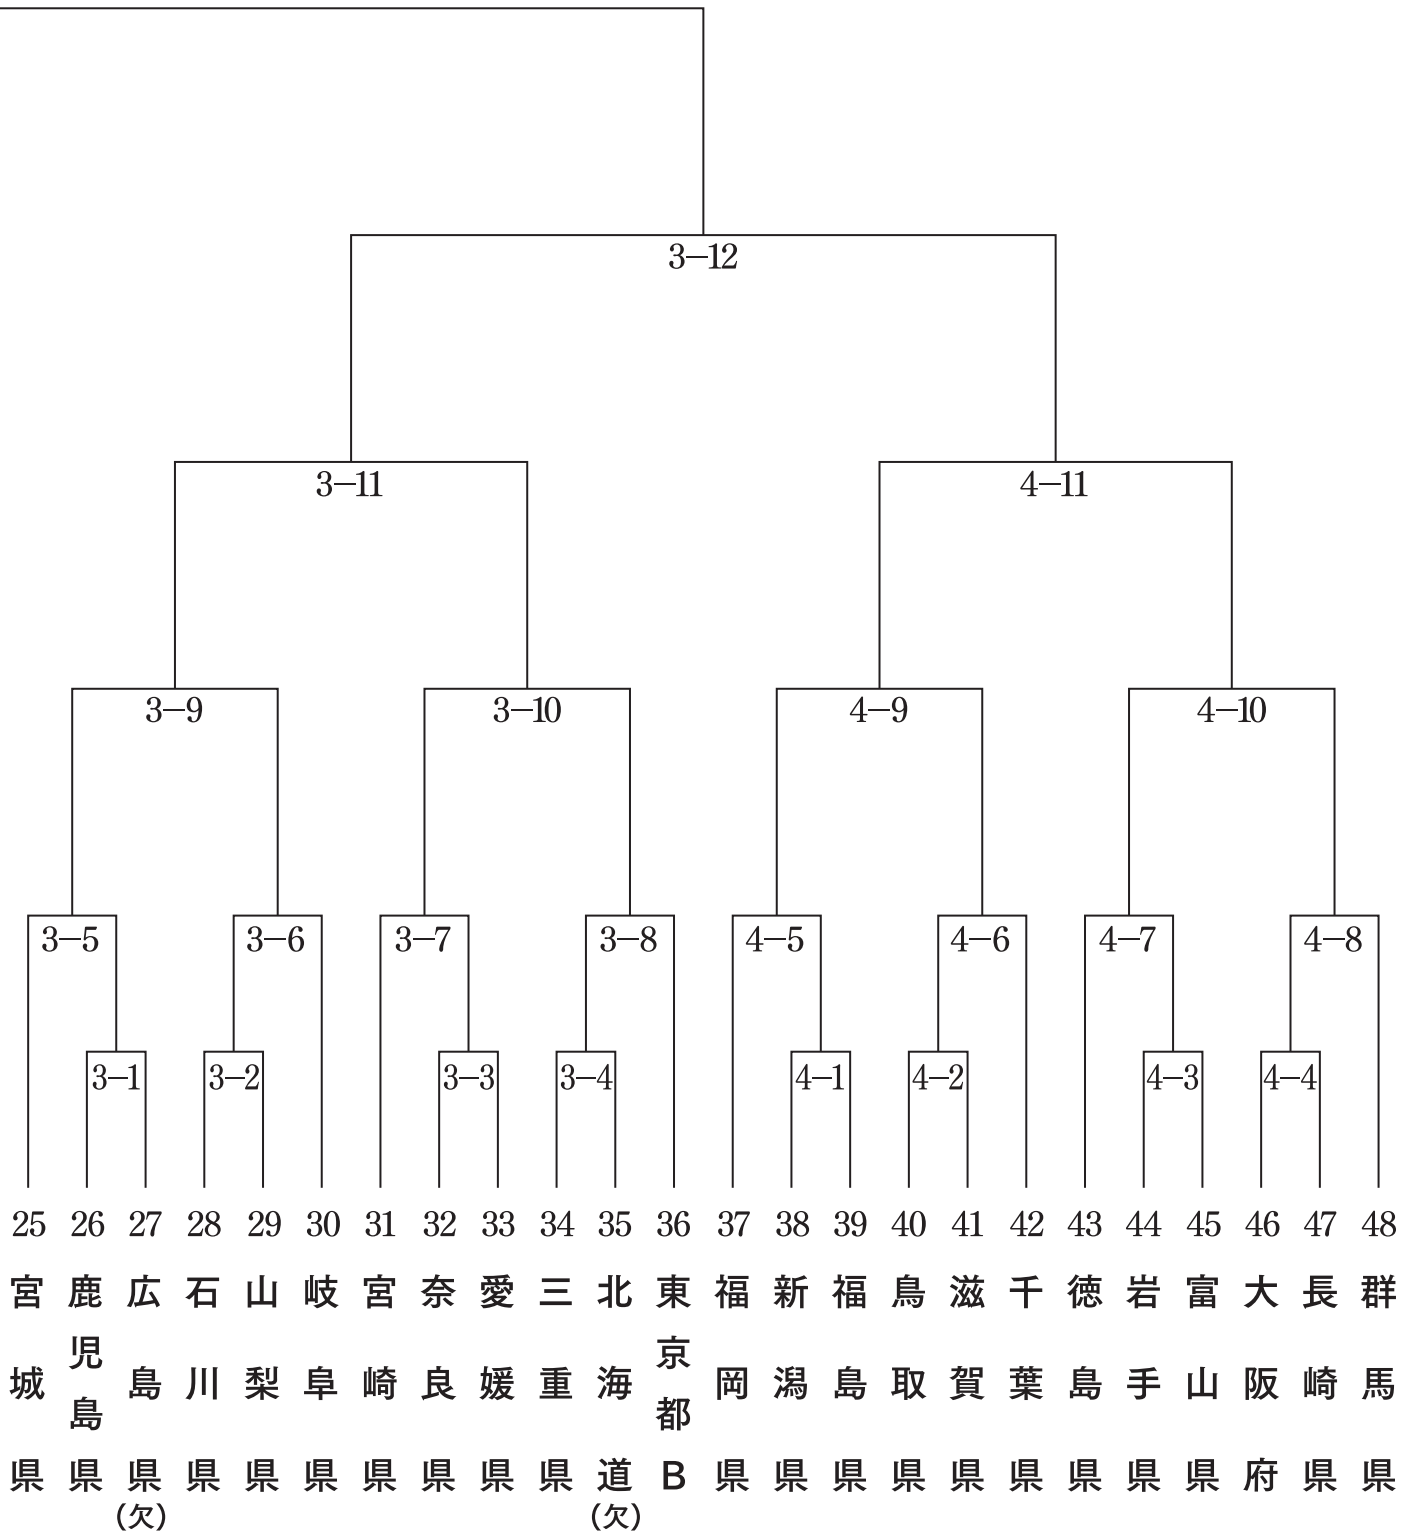 3−12
3−11
4−11
3−9
3−10
4−9
4−10
3−5
3−6
3−7
3−8
4−5
4−6
4−7
4−8
3−1
3−2
3−3
3−4
4−1
4−2
4−3
4−4
25 宮城県
26 鹿児島県
27 広島県(欠)
28 石川県
29 山梨県
30 岐阜県
31 宮崎県
32 奈良県
33 愛媛県
34 三重県
35 北海道(欠)
36 東京都B
37 福岡県
38 新潟県
39 福島県
40 鳥取県
41 滋賀県
42 千葉県
43 徳島県
44 岩手県
45 富山県
46 大阪府
47 長崎県
48 群馬県